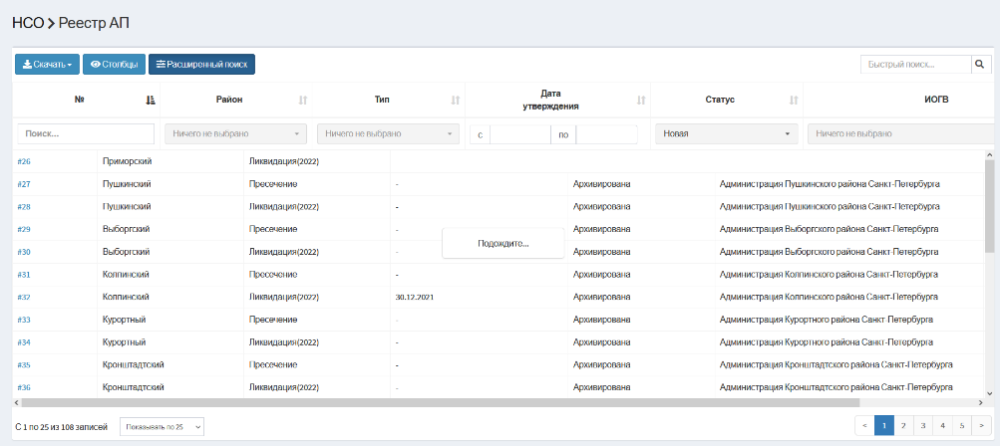 НСО > Реестр АП
Скачать Столбцы Расширенный поиск Быстрый поиск...
№ Район Тип Дата утверждения Статус ИОГВ
Поиск... Ничего не выбрано Ничего не выбрано с по Новая Ничего не выбрано
#26 Приморский Ликвидация(2022)
#27 Пушкинский Пресечение - Архивирована Администрация Пушкинского района Санкт-Петербурга
#28 Пушкинский Ликвидация(2022) - Архивирована Администрация Пушкинского района Санкт-Петербурга
#29 Выборгский Пресечение - Архивирована Администрация Выборгского района Санкт-Петербурга
Подождите...
#30 Выборгский Ликвидация(2022) - Архивирована Администрация Выборгского района Санкт-Петербурга
#31 Колпинский Пресечение - Архивирована Администрация Колпинского района Санкт-Петербурга
#32 Колпинский Ликвидация(2022) 30.12.2021 Архивирована Администрация Колпинского района Санкт-Петербурга
#33 Курортный Пресечение - Архивирована Администрация Курортного района Санкт-Петербурга
#34 Курортный Ликвидация(2022) - Архивирована Администрация Курортного района Санкт-Петербурга
#35 Кронштадтский Пресечение - Архивирована Администрация Кронштадтского района Санкт-Петербурга
#36 Кронштадтский Ликвидация(2022) - Архивирована Администрация Кронштадтского района Санкт-Петербурга
С 1 по 25 из 108 записей Показывать по 25 < 1 2 3 4 5 >